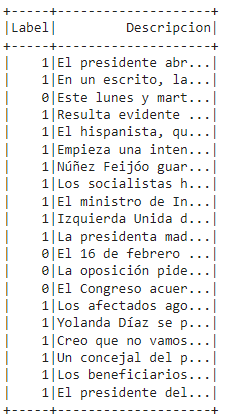 +-----+--------------------+
|Label|         Descripcion|
+-----+--------------------+
|    1|El presidente abr...|
|    1|En un escrito, la...|
|    0|Este lunes y mart...|
|    1|Resulta evidente ...|
|    1|El hispanista, qu...|
|    1|Empieza una inten...|
|    1|Núñez Feijóo guar...|
|    1|Los socialistas h...|
|    1|El ministro de In...|
|    1|Izquierda Unida d...|
|    1|La presidenta mad...|
|    0|El 16 de febrero ...|
|    0|La oposición pide...|
|    0|El Congreso acuer...|
|    1|Los afectados ago...|
|    1|Yolanda Díaz se p...|
|    1|Creo que no vamos...|
|    1|Un concejal del p...|
|    1|Los beneficiarios...|
|    1|El presidente del...|
+-----+--------------------+